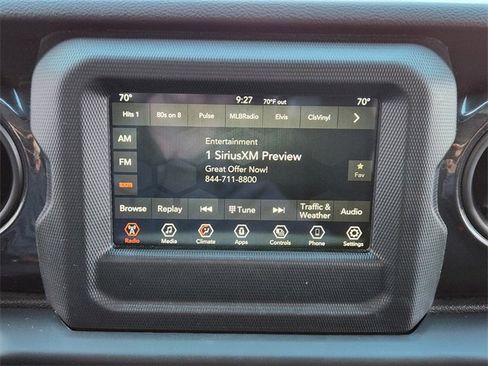 70° 9:27 70°F out 70°
Hits 1 80s on 8 Pulse MLBRadio Elvis ClsVinyl
AM
Entertainment
1 SiriusXM Preview
FM
Great Offer Now!
844-711-8800
Fav
SXM
Browse Replay Tune Traffic & Weather Audio
Radio Media Climate Apps Controls Phone Settings